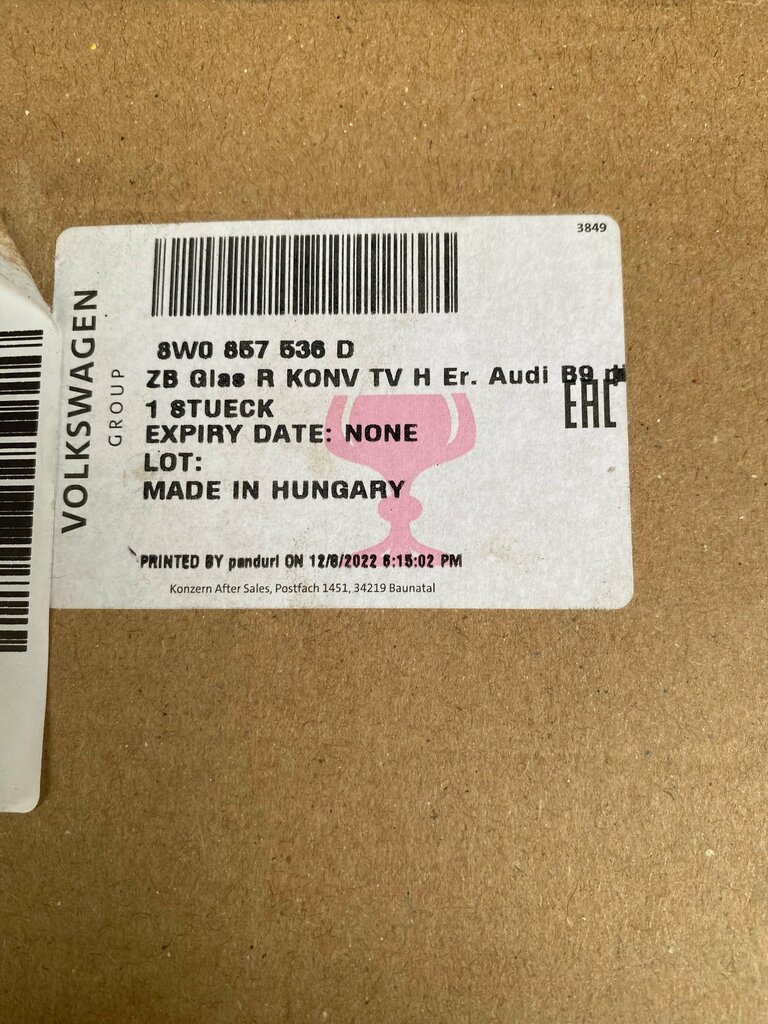 3849
VOLKSWAGEN
GROUP
8W0 857 536 D
ZB Glas R KONV TV H Er. Audi B9
EAC
1 STUECK
EXPIRY DATE: NONE
LOT:
MADE IN HUNGARY
PRINTED BY pandurl ON 12/6/2022 6:15:02 PM
Konzern After Sales, Postfach 1451, 34219 Baunatal